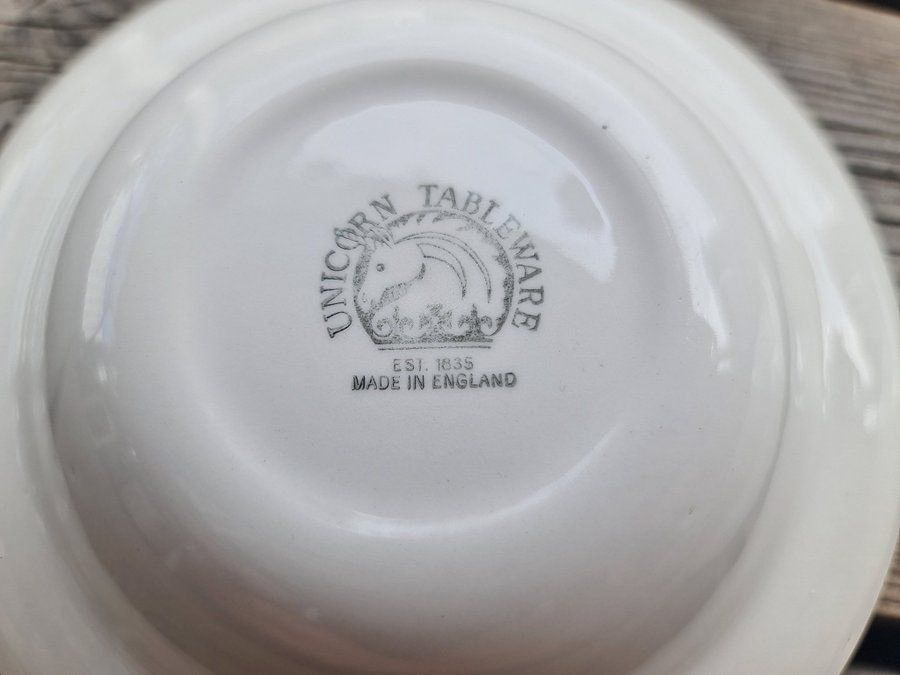 UNICORN TABLEWARE
EST. 1835
MADE IN ENGLAND